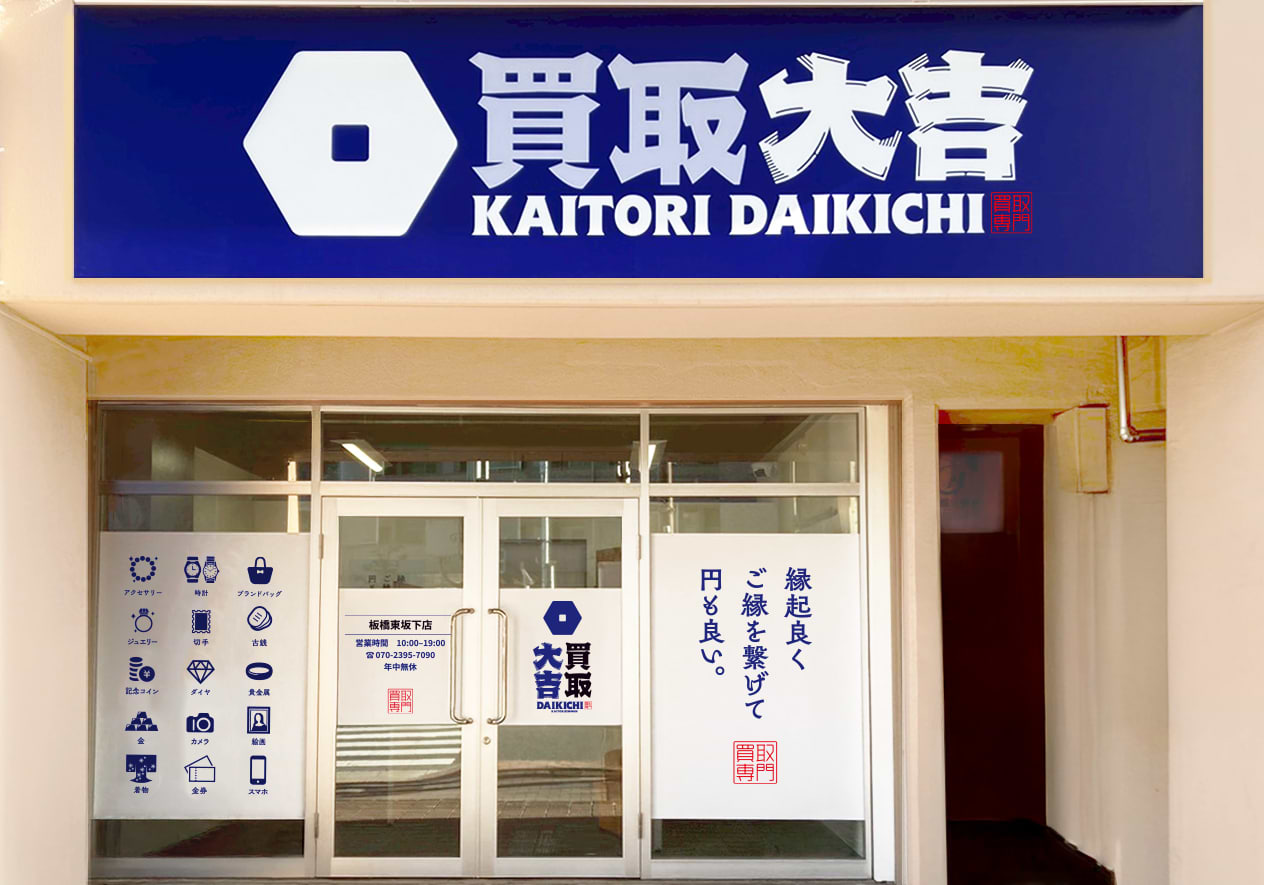 買取大吉
KAITORI DAIKICHI
買取
専門
アクセサリー
時計
ブランドバッグ
ジュエリー
切手
古銭
記念コイン
ダイヤ
貴金属
金
カメラ
絵画
着物
金券
スマホ
板橋東坂下店
営業時間 10:00~19:00
☎070-2395-7090
年中無休
買取
専門
買取
大吉
DAIKICHI
縁起良く
ご縁を繋げて
円も良い。
買取
専門